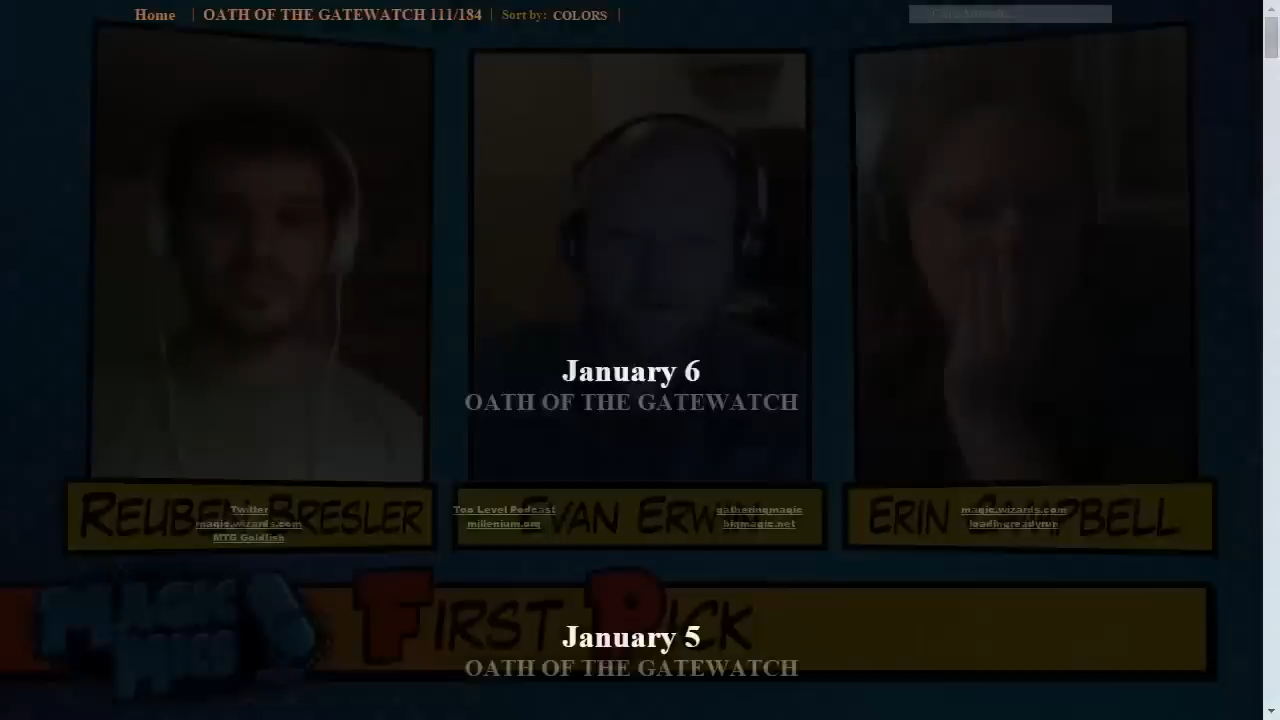 Home | OATH OF THE GATEWATCH 111/184 | Sort by: COLORS |
January 6
OATH OF THE GATEWATCH
REUBEN BRESLER
EVAN ERWIN
ERIN CAMPBELL
Twitter
magic.wizards.com
MTG Goldfish
Top Level Podcast
millenium.org
gatheringmagic
bigmagic.net
magic.wizards.com
loadingreadyrun
MAGIC
FIRST PICK
January 5
OATH OF THE GATEWATCH